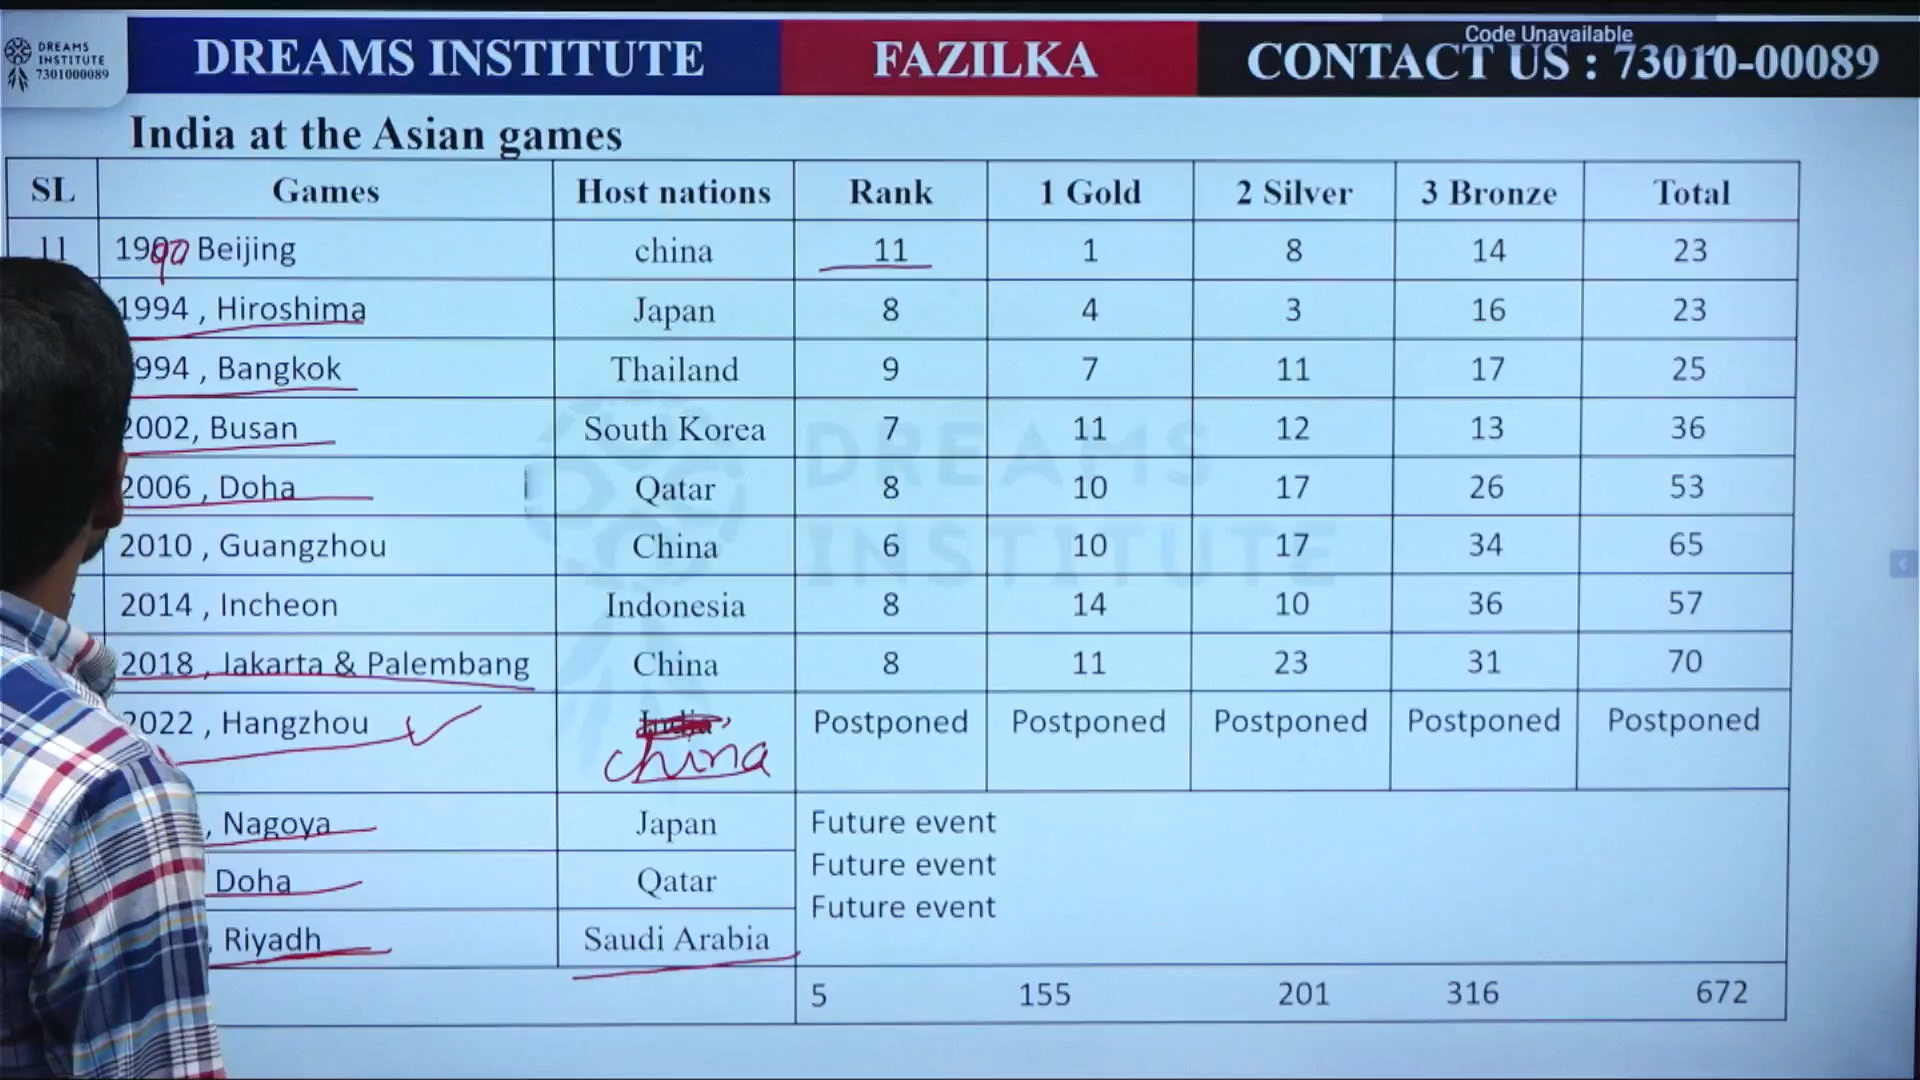 DREAMS
INSTITUTE
7301000089
DREAMS INSTITUTE FAZILKA CONTACT US : 73010-00089
Code Unavailable
India at the Asian games
SL Games Host nations Rank 1 Gold 2 Silver 3 Bronze Total
11 1990 Beijing china 11 1 8 14 23
1994 , Hiroshima Japan 8 4 3 16 23
1994 , Bangkok Thailand 9 7 11 17 25
2002, Busan South Korea 7 11 12 13 36
2006 , Doha Qatar 8 10 17 26 53
2010 , Guangzhou China 6 10 17 34 65
2014 , Incheon Indonesia 8 14 10 36 57
2018 , Jakarta & Palembang China 8 11 23 31 70
2022 , Hangzhou India Postponed Postponed Postponed Postponed Postponed
china
, Nagoya Japan Future event
Doha Qatar Future event
, Riyadh Saudi Arabia Future event
5 155 201 316 672
DREAMS
INSTITUTE